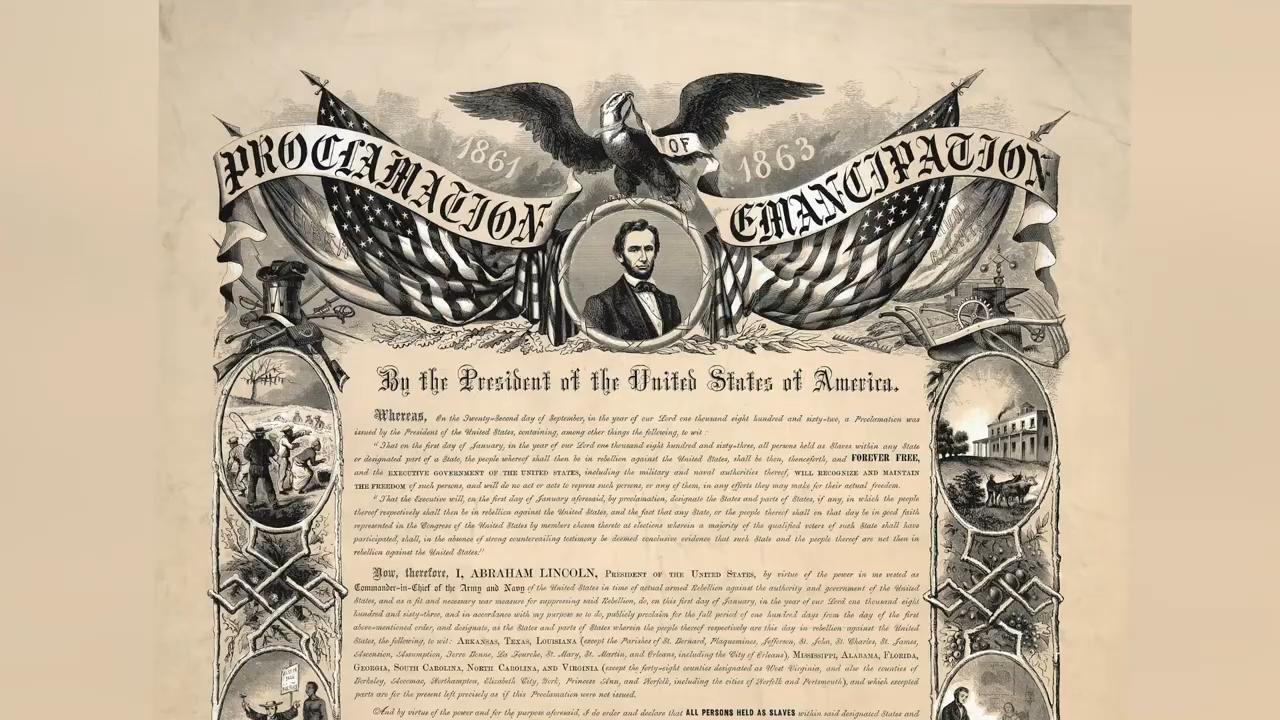 PROCLAMATION
1861
OF
1863
EMANCIPATION
By the President of the United States of America.
Whereas, On the Twenty-Second day of September, in the year of our Lord one thousand eight hundred and sixty-two, a Proclamation was
issued by the President of the United States, containing, among other things the following, to wit:
"That on the first day of January, in the year of our Lord one thousand eight hundred and sixty-three, all persons held as Slaves within any State
or designated part of a State, the people whereof shall then be in rebellion against the United States, shall be then, thenceforth, and FOREVER FREE,
and the EXECUTIVE GOVERNMENT OF THE UNITED STATES, including the military and naval authorities thereof, WILL RECOGNIZE AND MAINTAIN
THE FREEDOM of such persons, and will do no act or acts to repress such persons, or any of them, in any efforts they may make for their actual freedom.
"That the Executive will, on the first day of January aforesaid, by proclamation, designate the States and parts of States, if any, in which the people
thereof respectively shall then be in rebellion against the United States, and the fact that any State, or the people thereof shall on that day be in good faith
represented in the Congress of the United States by members chosen thereto at elections wherein a majority of the qualified voters of such State shall have
participated, shall, in the absence of strong countervailing testimony be deemed conclusive evidence that such State and the people thereof are not then in
rebellion against the United States."
Now, therefore, I, ABRAHAM LINCOLN, PRESIDENT OF THE UNITED STATES, by virtue of the power in me vested as
Commander-in-Chief of the Army and Navy of the United States in time of actual armed Rebellion against the authority and government of the United
States, and as a fit and necessary war measure for suppressing said Rebellion, do, on this first day of January, in the year of our Lord one thousand eight
hundred and sixty-three, and in accordance with my purpose so to do, publicly proclaim for the full period of one hundred days from the day of the first
above-mentioned order, and designate, as the States and parts of States wherein the people thereof respectively are this day in rebellion against the United
States, the following, to wit: ARKANSAS, TEXAS, LOUISIANA (except the Parishes of St. Bernard, Plaquemines, Jefferson, St. John, St. Charles, St. James,
Ascension, Assumption, Terre Bonne, La Fourche, St. Mary, St. Martin, and Orleans, including the City of Orleans), MISSISSIPPI, ALABAMA, FLORIDA,
GEORGIA, SOUTH CAROLINA, NORTH CAROLINA, AND VIRGINIA (except the forty-eight counties designated as West Virginia, and also the counties of
Berkeley, Accomac, Northampton, Elizabeth City, York, Princess Ann, and Norfolk, including the cities of Norfolk and Portsmouth), and which excepted
parts are for the present left precisely as if this Proclamation were not issued.
And by virtue of the power and for the purpose aforesaid, I do order and declare that ALL PERSONS HELD AS SLAVES within said designated States and